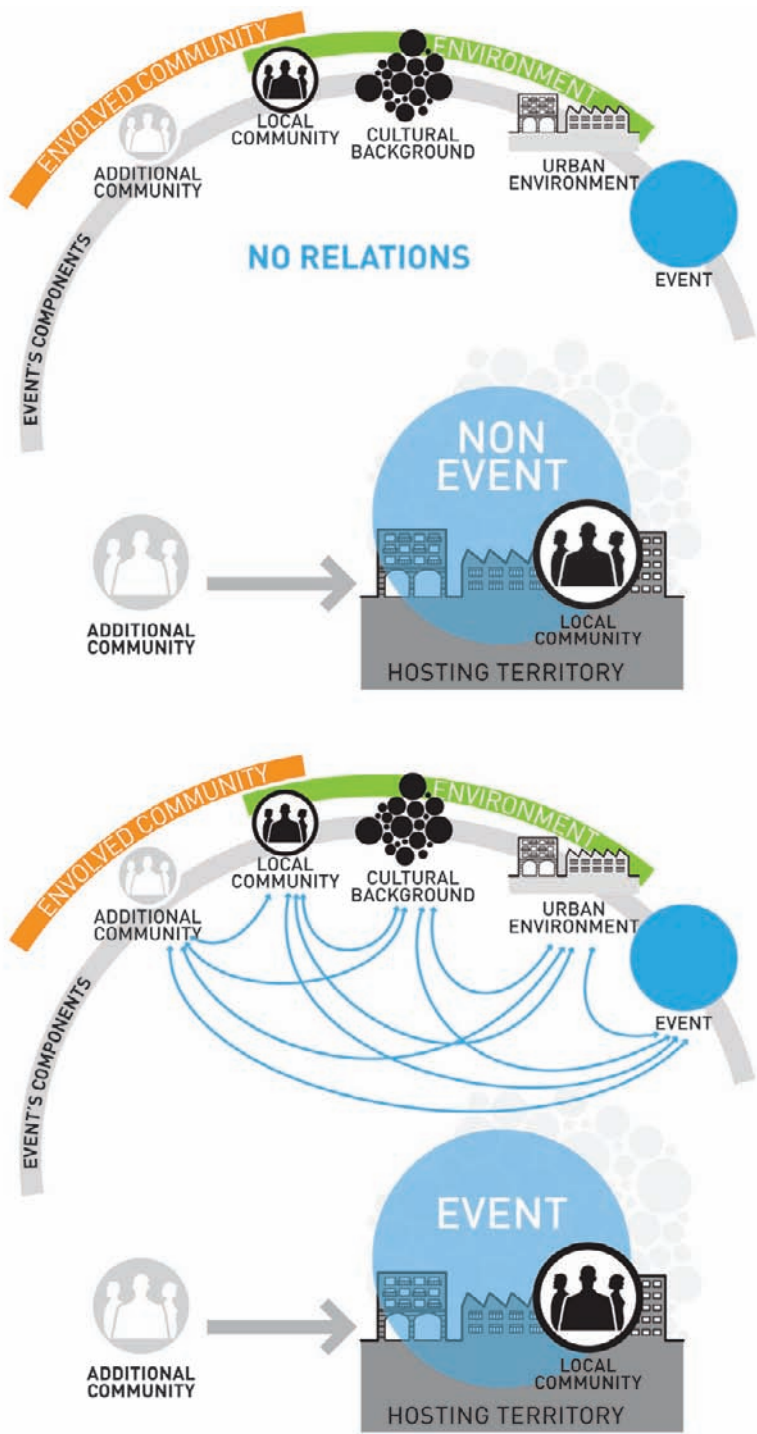 ENVOLVED COMMUNITY
ENVIRONMENT
LOCAL
COMMUNITY
CULTURAL
BACKGROUND
ADDITIONAL
COMMUNITY
URBAN
ENVIRONMENT
EVENT
EVENT'S COMPONENTS
NO RELATIONS
NON
EVENT
ADDITIONAL
COMMUNITY
LOCAL
COMMUNITY
HOSTING TERRITORY
ENVOLVED COMMUNITY
ENVIRONMENT
LOCAL
COMMUNITY
CULTURAL
BACKGROUND
ADDITIONAL
COMMUNITY
URBAN
ENVIRONMENT
EVENT
EVENT'S COMPONENTS
EVENT
ADDITIONAL
COMMUNITY
LOCAL
COMMUNITY
HOSTING TERRITORY